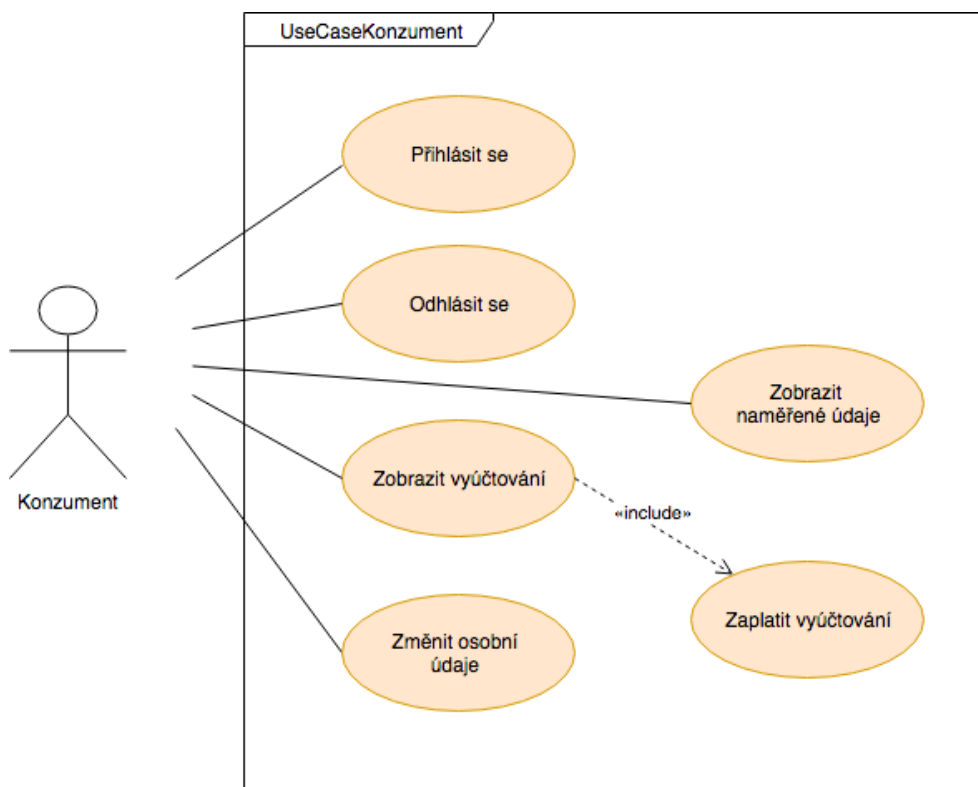 UseCaseKonzument
Přihlásit se
Odhlásit se
Zobrazit
naměřené údaje
Konzument
Zobrazit vyúčtování
«include»
Zaplatit vyúčtování
Změnit osobní
údaje